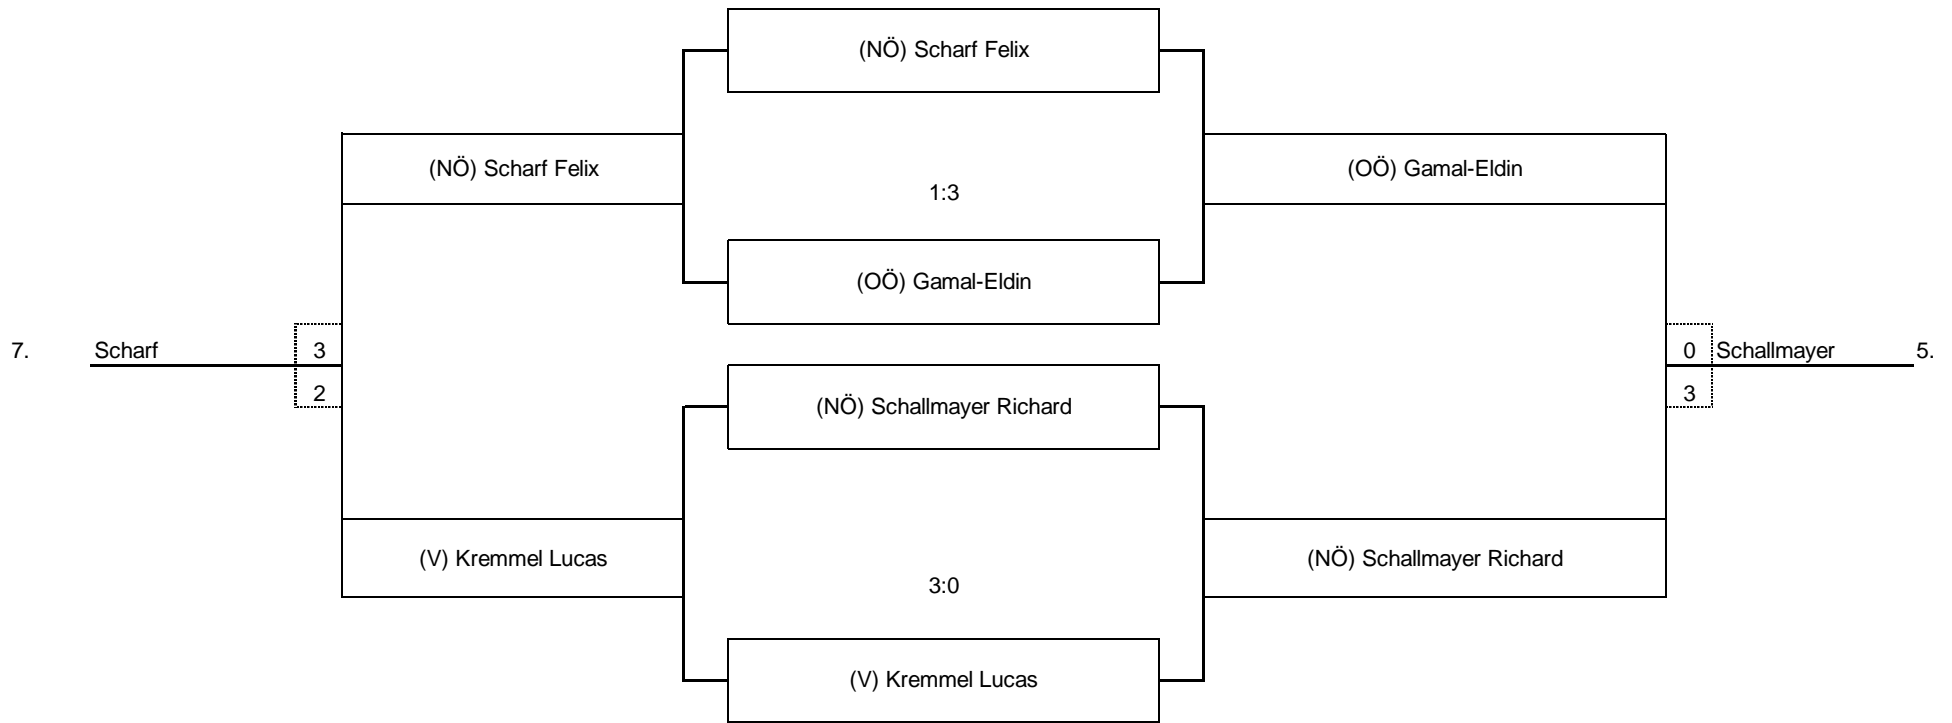 (NÖ) Scharf Felix
(NÖ) Scharf Felix
(OÖ) Gamal-Eldin
1:3
(OÖ) Gamal-Eldin
7. Scharf 3
0 Schallmayer 5.
2
3
(NÖ) Schallmayer Richard
(V) Kremmel Lucas
(NÖ) Schallmayer Richard
3:0
(V) Kremmel Lucas